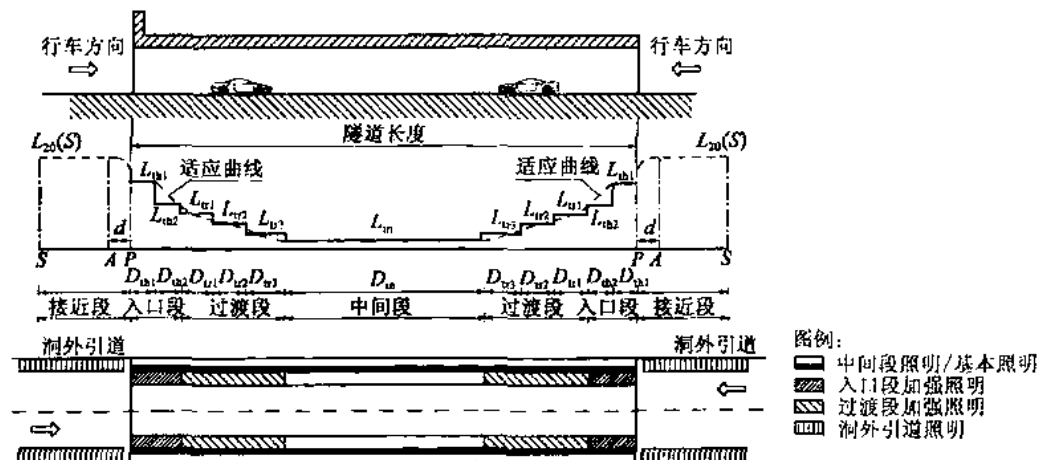 行车方向
行车方向
隧道长度
L20(S)
适应曲线
适应曲线
L20(S)
Lth1
Lth2
Ltr1
Ltr2
Ltr3
Lin
Ltr3
Ltr2
Ltr1
Lth2
Lth1
d
d
S A P
P A S
Dth1 Dth2 Dtr1 Dtr2 Dtr3 Din Dtr3 Dtr2 Dtr1 Dth2 Dth1
接近段 入口段 过渡段 中间段 过渡段 入口段 接近段
洞外引道
洞外引道
图例:
中间段照明/基本照明
入口段加强照明
过渡段加强照明
洞外引道照明